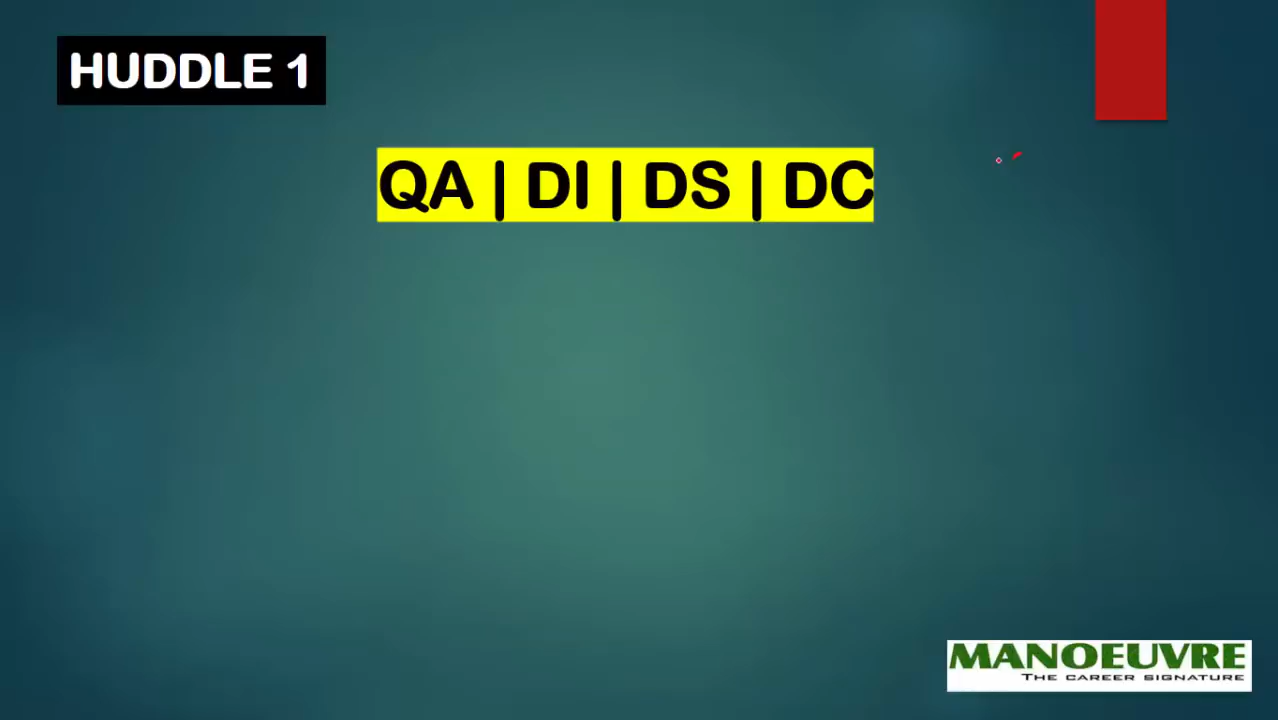 HUDDLE 1
QA | DI | DS | DC
MANOEUVRE
THE CAREER SIGNATURE